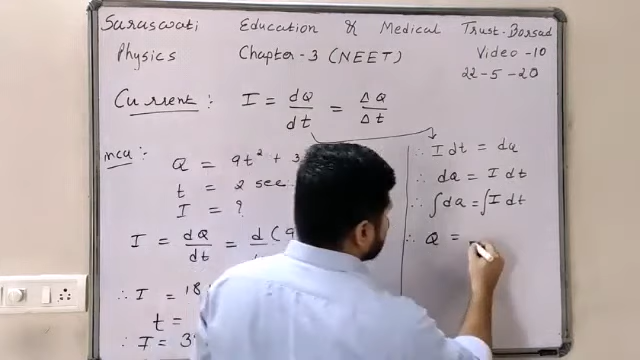 Saraswati Education & Medical Trust-Borsad
Physics Chapter-3 (NEET) Video-10
22-5-20
Current: I = dQ/dt = ΔQ/Δt
mcq:
Q = 9t² + 3
t = 2 sec
I = ?
I = dQ/dt = d(9
∴ I = 18
t =
∴ I = 3
∴ I dt = dQ
∴ dQ = I dt
∴ ∫dQ = ∫I dt
∴ Q =